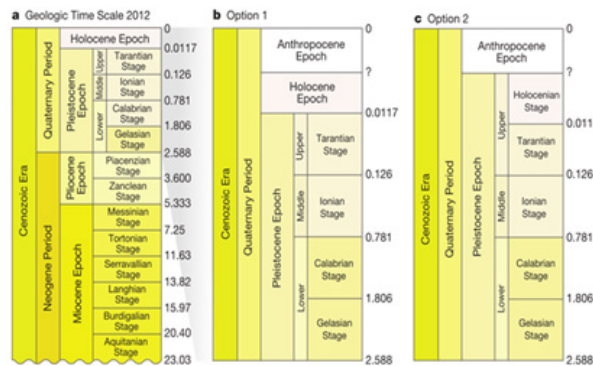 a Geologic Time Scale 2012
Cenozoic Era
Quaternary Period
Neogene Period
Holocene Epoch
Pleistocene
Epoch
Pliocene
Epoch
Miocene Epoch
Upper
Middle
Lower
Tarantian
Stage
Ionian
Stage
Calabrian
Stage
Gelasian
Stage
Piacenzian
Stage
Zanclean
Stage
Messinian
Stage
Tortonian
Stage
Serravallian
Stage
Langhian
Stage
Burdigalian
Stage
Aquitanian
Stage
0
0.0117
0.126
0.781
1.806
2.588
3.600
5.333
7.25
11.63
13.82
15.97
20.40
23.03
b Option 1
Cenozoic Era
Quaternary Period
Anthropocene
Epoch
Holocene
Epoch
Pleistocene Epoch
Upper
Middle
Lower
Tarantian
Stage
Ionian
Stage
Calabrian
Stage
Gelasian
Stage
0
?
0.0117
0.126
0.781
1.806
2.588
c Option 2
Cenozoic Era
Quaternary Period
Anthropocene
Epoch
Pleistocene Epoch
Upper
Middle
Lower
Holocenian
Stage
Tarantian
Stage
Ionian
Stage
Calabrian
Stage
Gelasian
Stage
0
?
0.011
0.126
0.781
1.806
2.588